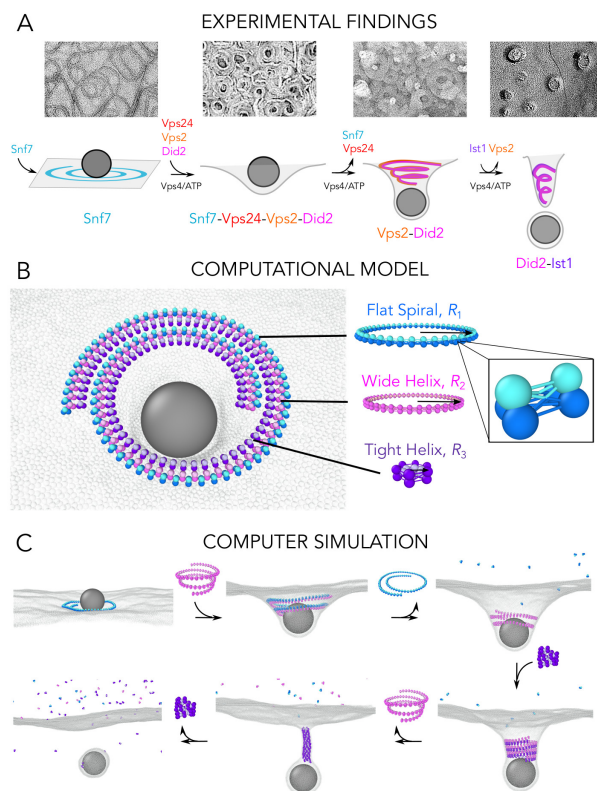 A
EXPERIMENTAL FINDINGS
Snf7
Vps24
Vps2
Did2
Vps4/ATP
Snf7
Vps24
Vps4/ATP
Ist1 Vps2
Vps4/ATP
Snf7
Snf7-Vps24-Vps2-Did2
Vps2-Did2
Did2-Ist1
B
COMPUTATIONAL MODEL
Flat Spiral, R1
Wide Helix, R2
Tight Helix, R3
C
COMPUTER SIMULATION